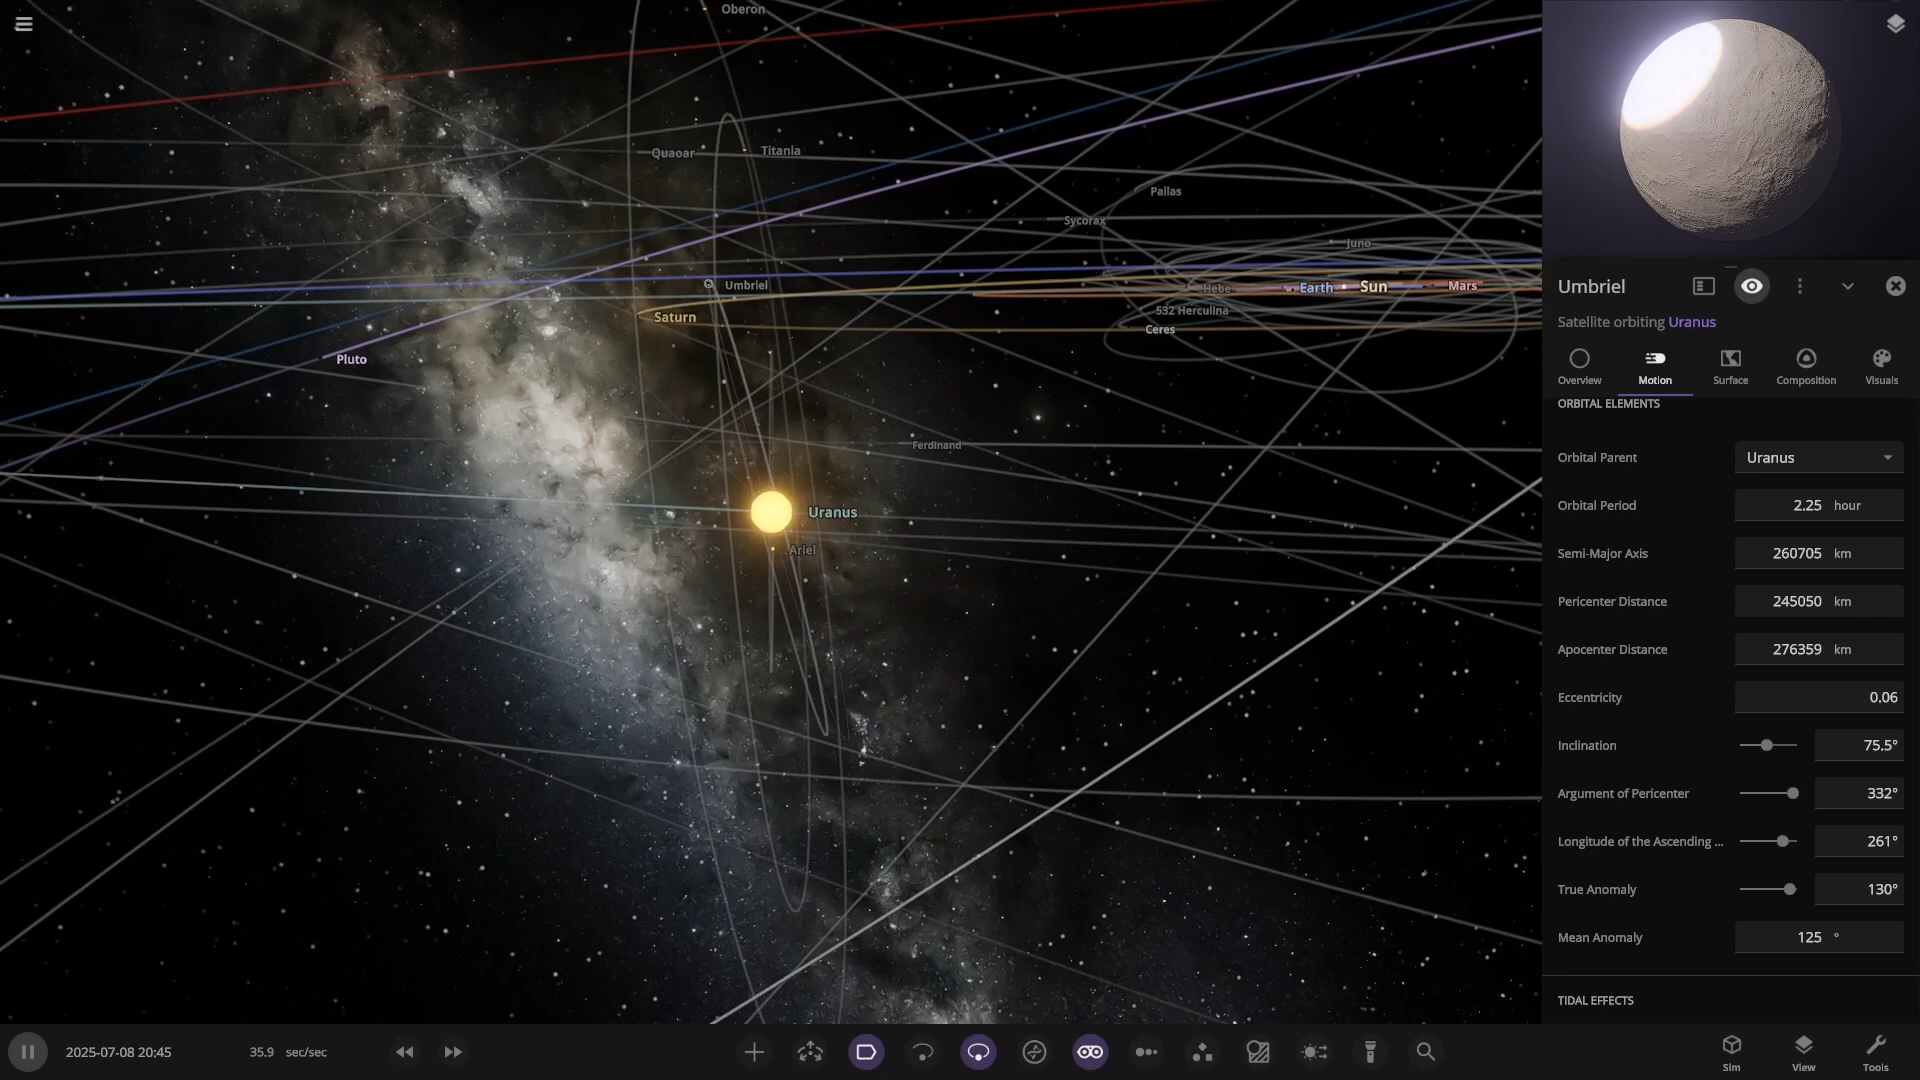 Oberon
Quaoar
Titania
Pallas
Sycorax
Juno
Umbriel
Hebe
Earth
Sun
Mars
Saturn
532 Herculina
Ceres
Pluto
Ferdinand
Uranus
Ariel
Umbriel
Satellite orbiting Uranus
Overview
Motion
Surface
Composition
Visuals
ORBITAL ELEMENTS
Orbital Parent Uranus
Orbital Period 2.25 hour
Semi-Major Axis 260705 km
Pericenter Distance 245050 km
Apocenter Distance 276359 km
Eccentricity 0.06
Inclination 75.5°
Argument of Pericenter 332°
Longitude of the Ascending ... 261°
True Anomaly 130°
Mean Anomaly 125 °
TIDAL EFFECTS
2025-07-08 20:45 35.9 sec/sec
Sim
View
Tools